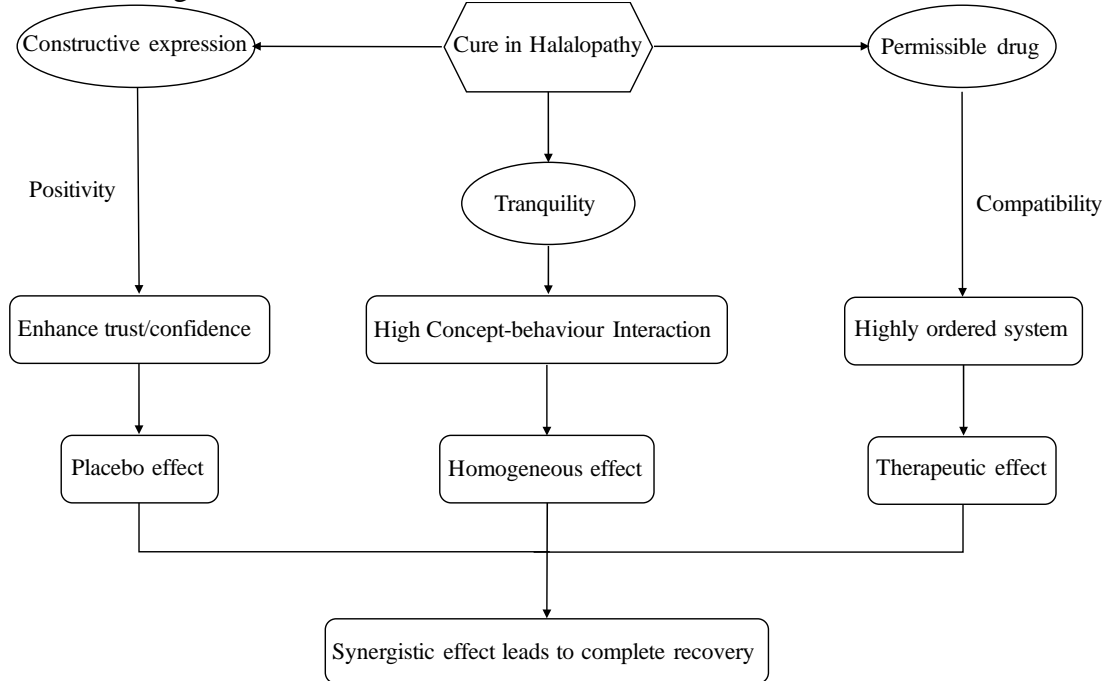 Constructive expression
Cure in Halalopathy
Permissible drug
Positivity
Tranquility
Compatibility
Enhance trust/confidence
High Concept-behaviour Interaction
Highly ordered system
Placebo effect
Homogeneous effect
Therapeutic effect
Synergistic effect leads to complete recovery